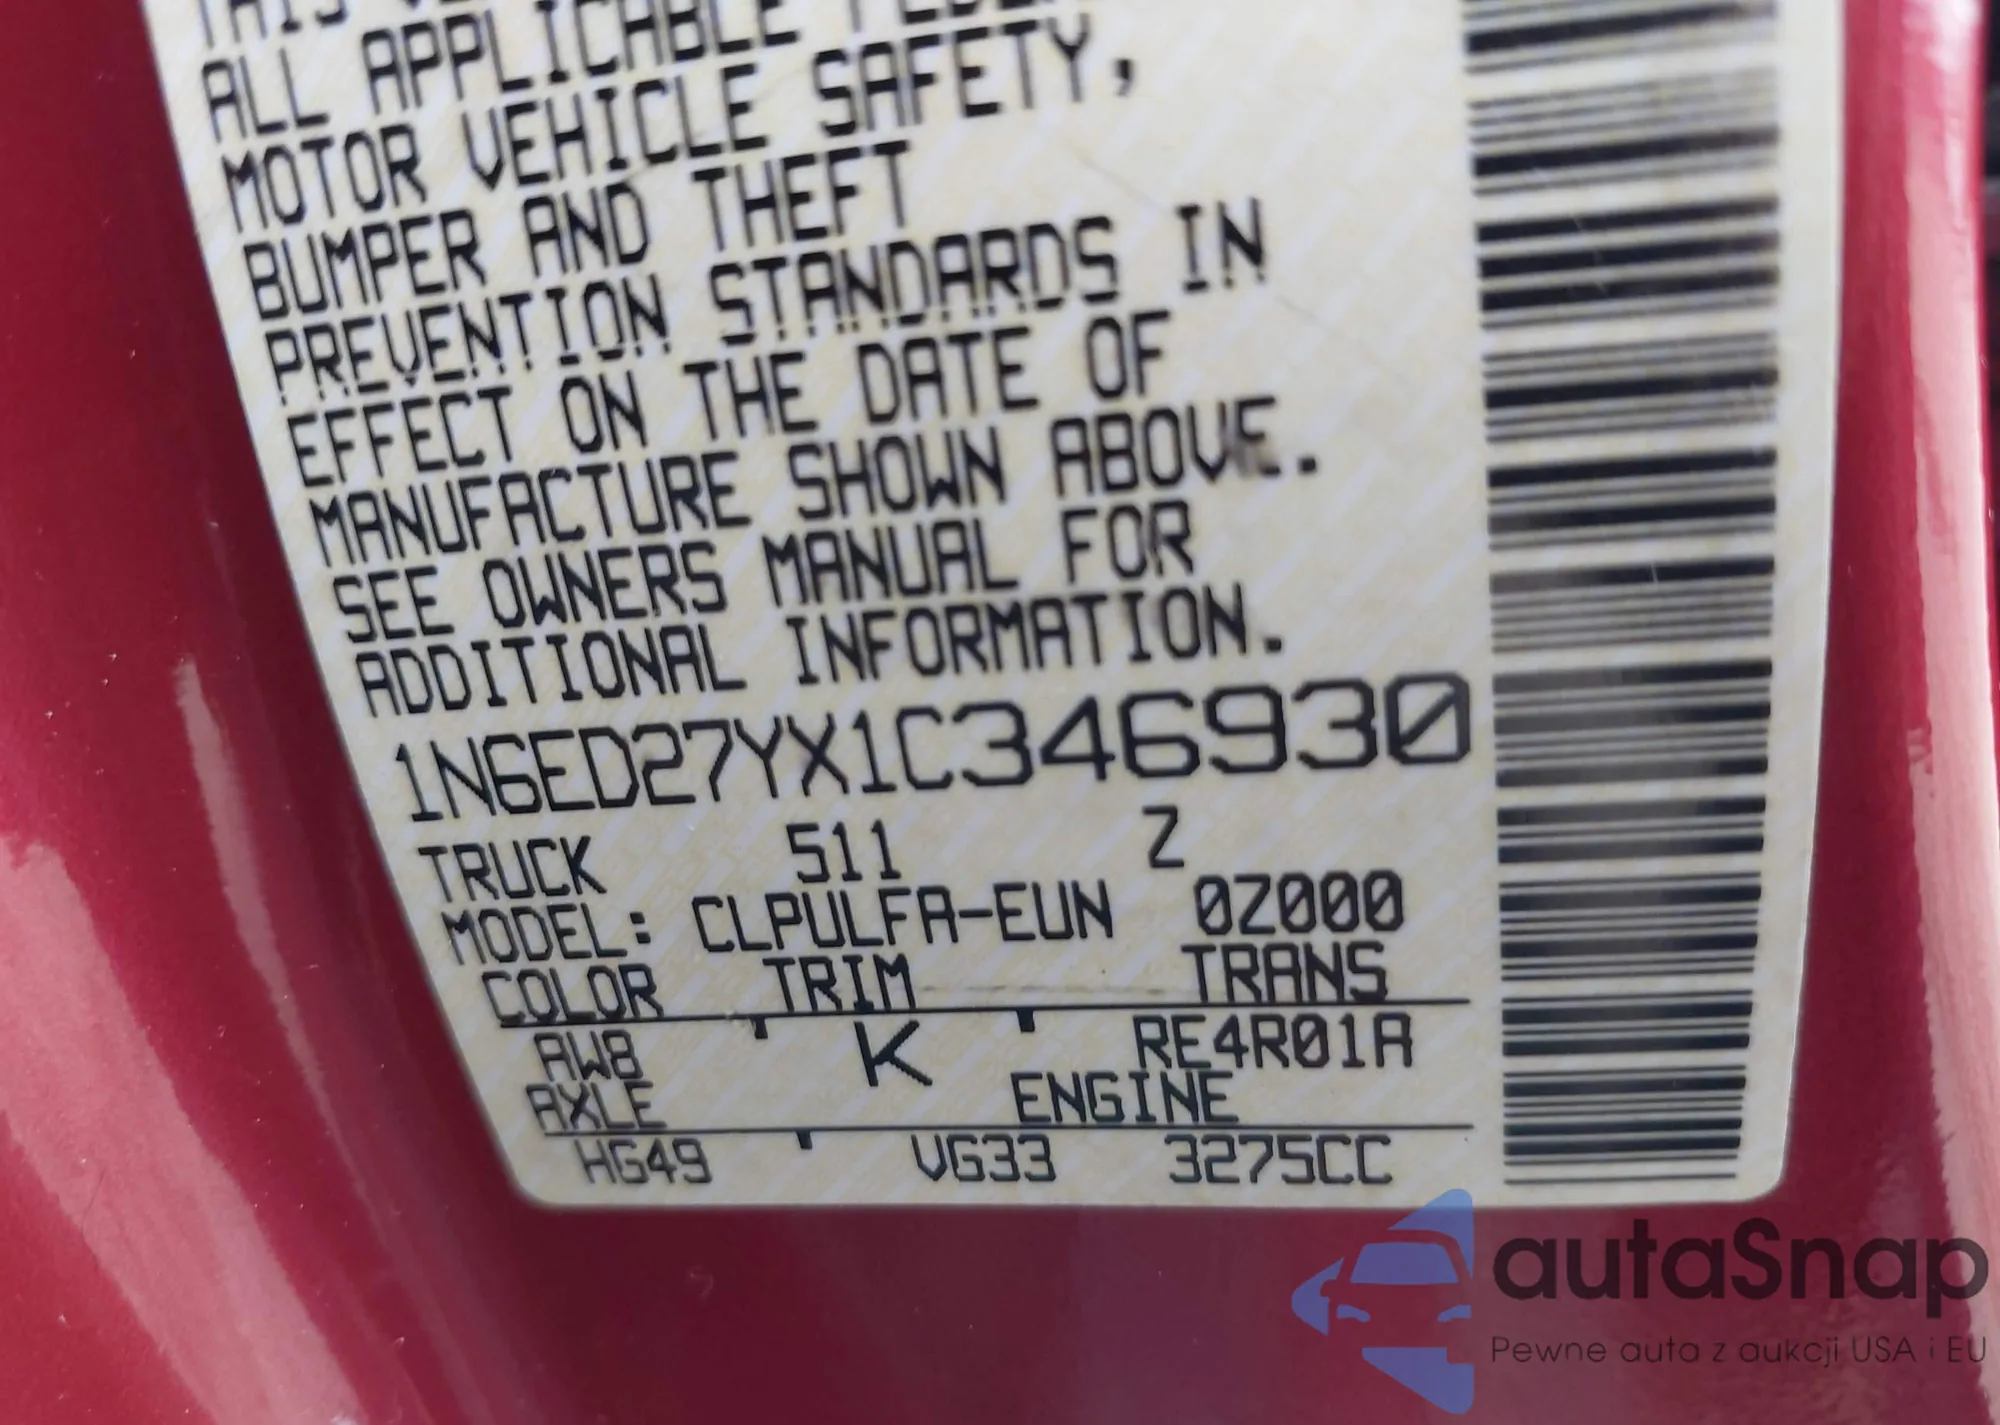 THIS
ALL APPLICABLE FEDERAL
MOTOR VEHICLE SAFETY,
BUMPER AND THEFT
PREVENTION STANDARDS IN
EFFECT ON THE DATE OF
MANUFACTURE SHOWN ABOVE.
SEE OWNERS MANUAL FOR
ADDITIONAL INFORMATION.
1N6ED27YX1C346930
TRUCK 511 Z
MODEL: CLPULFA-EUN 0Z000
COLOR TRIM TRANS
AW8 K RE4R01A
AXLE ENGINE
HG49 VG33 3275CC
autaSnap
Pewne auta z aukcji USA i EU